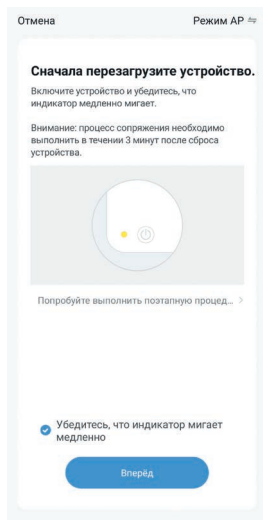 Отмена Режим AP
Сначала перезагрузите устройство.
Включите устройство и убедитесь, что
индикатор медленно мигает.
Внимание: процесс сопряжения необходимо
выполнить в течении 3 минут после сброса
устройства.
Попробуйте выполнить поэтапную процед...
Убедитесь, что индикатор мигает
медленно
Вперёд